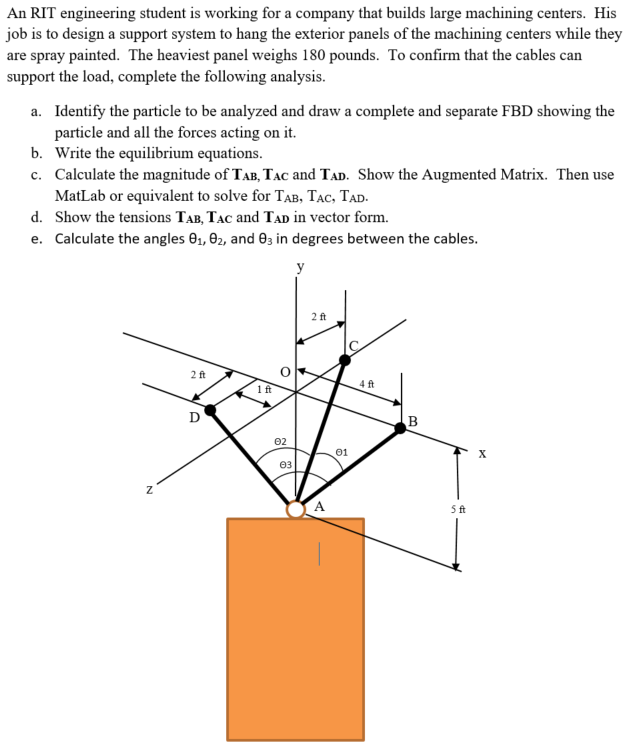 An RIT engineering student is working for a company that builds large machining centers. His
job is to design a support system to hang the exterior panels of the machining centers while they
are spray painted. The heaviest panel weighs 180 pounds. To confirm that the cables can
support the load, complete the following analysis.
a. Identify the particle to be analyzed and draw a complete and separate FBD showing the
particle and all the forces acting on it.
b. Write the equilibrium equations.
c. Calculate the magnitude of TAB, TAC and TAD. Show the Augmented Matrix. Then use
MatLab or equivalent to solve for TAB, TAC, TAD.
d. Show the tensions TAB, TAC and TAD in vector form.
e. Calculate the angles θ1, θ2, and θ3 in degrees between the cables.
y
2 ft
C
O
2 ft
4 ft
1 ft
D
B
θ2
θ1
x
θ3
z
A
5 ft